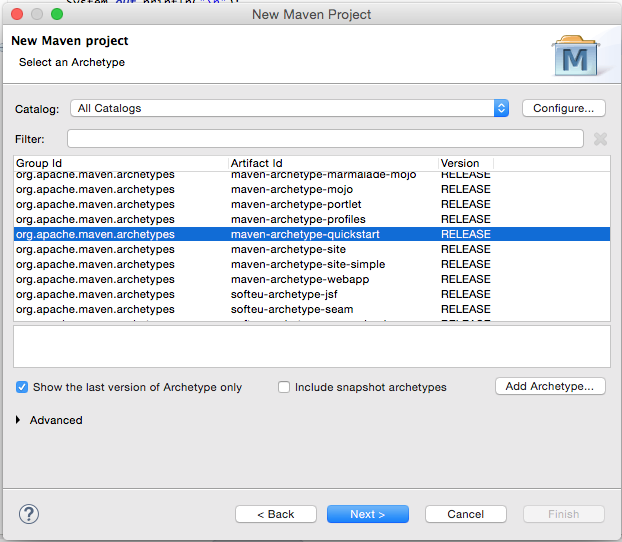 System.out.println("\n");
New Maven Project
New Maven project
Select an Archetype
M
Catalog: All Catalogs Configure...
Filter:
Group Id Artifact Id Version
org.apache.maven.archetypes maven-archetype-marmalade-mojo RELEASE
org.apache.maven.archetypes maven-archetype-mojo RELEASE
org.apache.maven.archetypes maven-archetype-portlet RELEASE
org.apache.maven.archetypes maven-archetype-profiles RELEASE
org.apache.maven.archetypes maven-archetype-quickstart RELEASE
org.apache.maven.archetypes maven-archetype-site RELEASE
org.apache.maven.archetypes maven-archetype-site-simple RELEASE
org.apache.maven.archetypes maven-archetype-webapp RELEASE
org.apache.maven.archetypes softeu-archetype-jsf RELEASE
org.apache.maven.archetypes softeu-archetype-seam RELEASE
Show the last version of Archetype only Include snapshot archetypes Add Archetype...
Advanced
? < Back Next > Cancel Finish